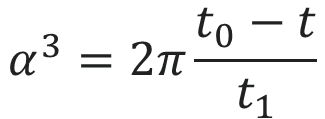 α³ = 2π (t₀ − t)/t₁